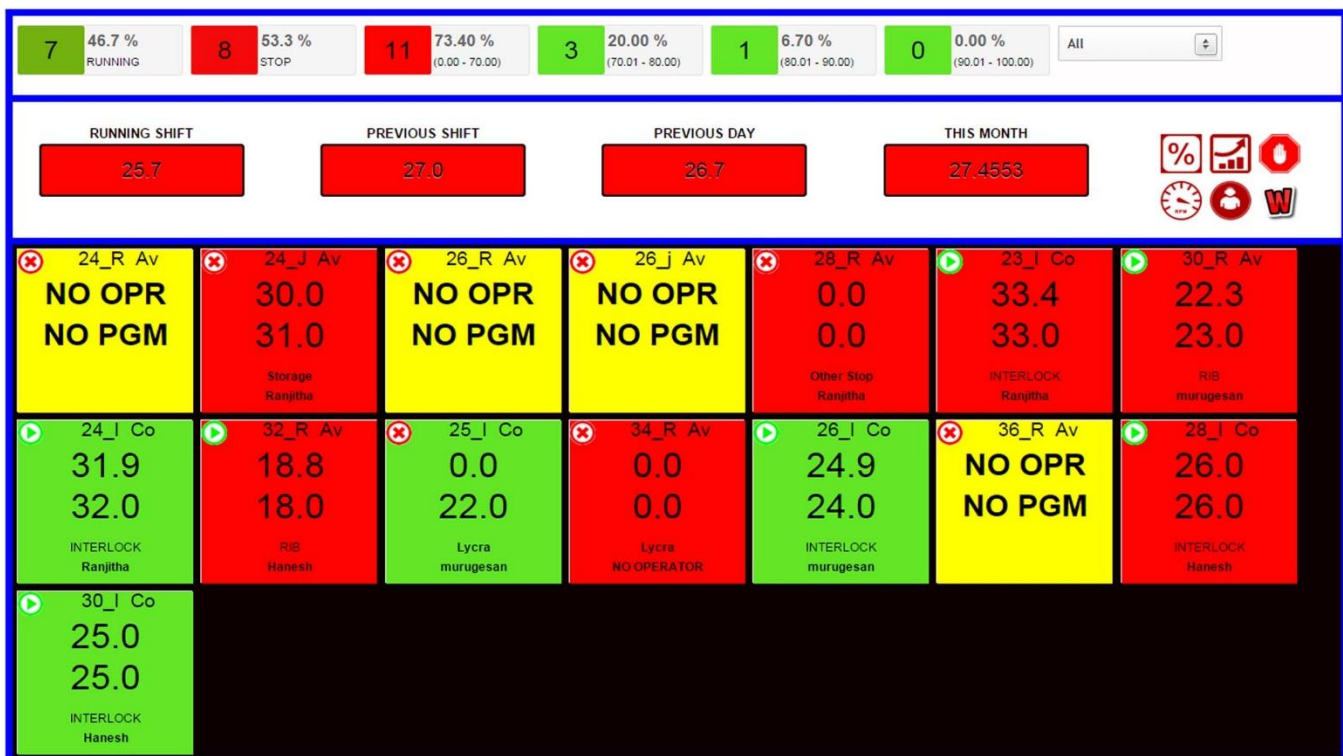 7 46.7 % RUNNING
8 53.3 % STOP
11 73.40 % (0.00 - 70.00)
3 20.00 % (70.01 - 80.00)
1 6.70 % (80.01 - 90.00)
0 0.00 % (90.01 - 100.00)
All
RUNNING SHIFT
25.7
PREVIOUS SHIFT
27.0
PREVIOUS DAY
26.7
THIS MONTH
27.4553
%
RPM
W
24_R Av
NO OPR
NO PGM
24_J Av
30.0
31.0
Storage
Ranjitha
26_R Av
NO OPR
NO PGM
26_j Av
NO OPR
NO PGM
28_R Av
0.0
0.0
Other Stop
Ranjitha
23_I Co
33.4
33.0
INTERLOCK
Ranjitha
30_R Av
22.3
23.0
RIB
murugesan
24_I Co
31.9
32.0
INTERLOCK
Ranjitha
32_R Av
18.8
18.0
RIB
Hanesh
25_I Co
0.0
22.0
Lycra
murugesan
34_R Av
0.0
0.0
Lycra
NO OPERATOR
26_I Co
24.9
24.0
INTERLOCK
murugesan
36_R Av
NO OPR
NO PGM
28_I Co
26.0
26.0
INTERLOCK
Hanesh
30_I Co
25.0
25.0
INTERLOCK
Hanesh